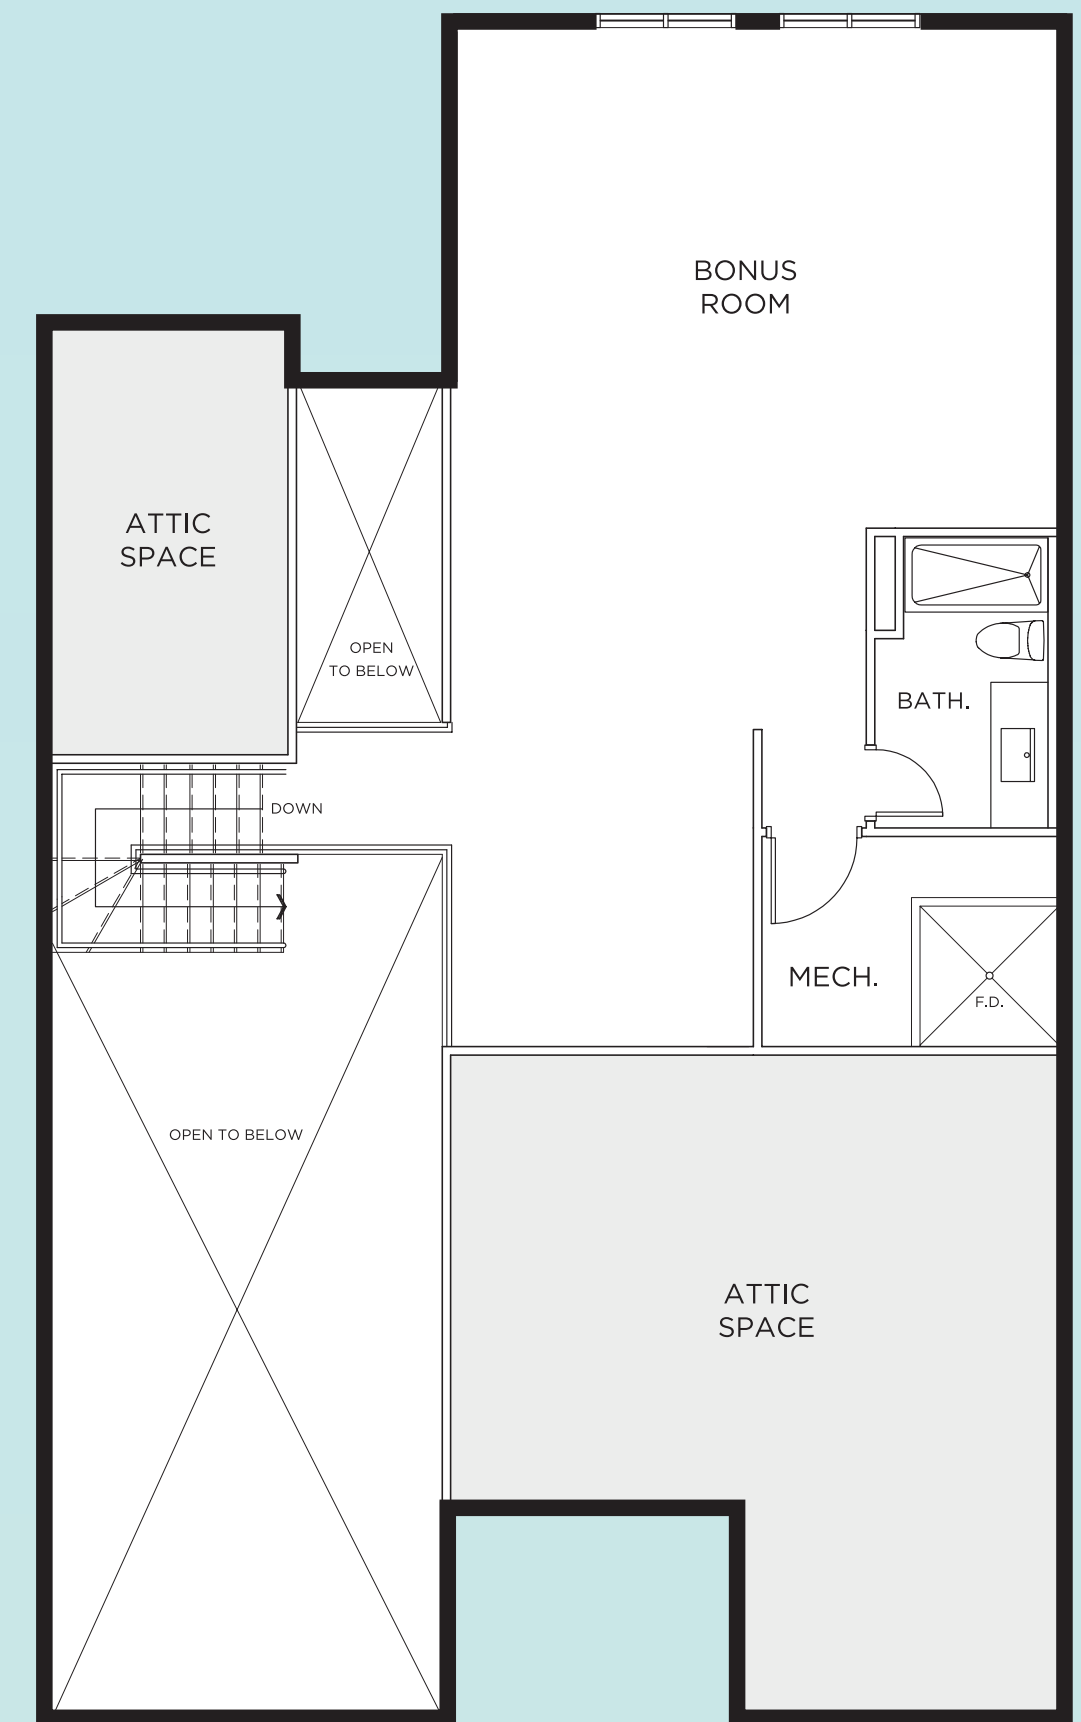 BONUS
ROOM
ATTIC
SPACE
OPEN
TO BELOW
BATH.
DOWN
MECH.
F.D.
OPEN TO BELOW
ATTIC
SPACE